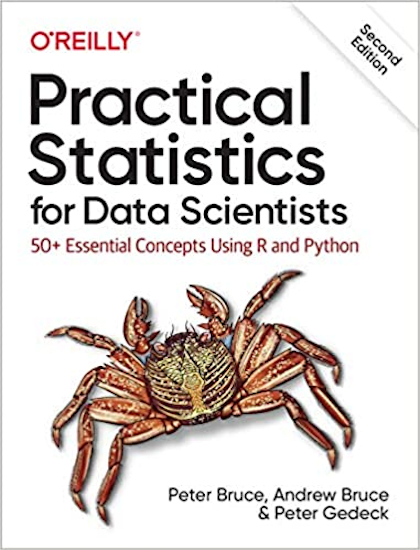 O'REILLY®
Second
Edition
Practical
Statistics
for Data Scientists
50+ Essential Concepts Using R and Python
Peter Bruce, Andrew Bruce
& Peter Gedeck